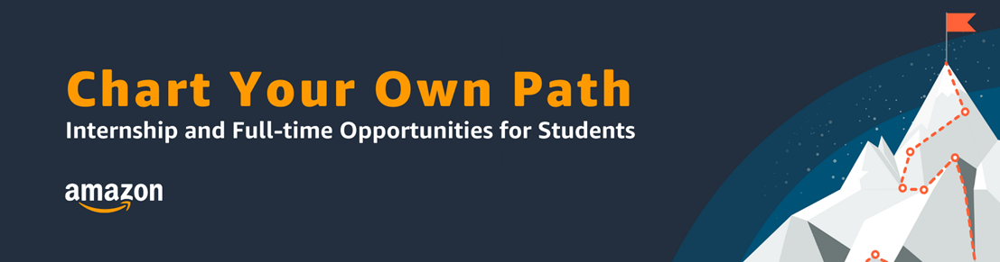 Chart Your Own Path
Internship and Full-time Opportunities for Students
amazon